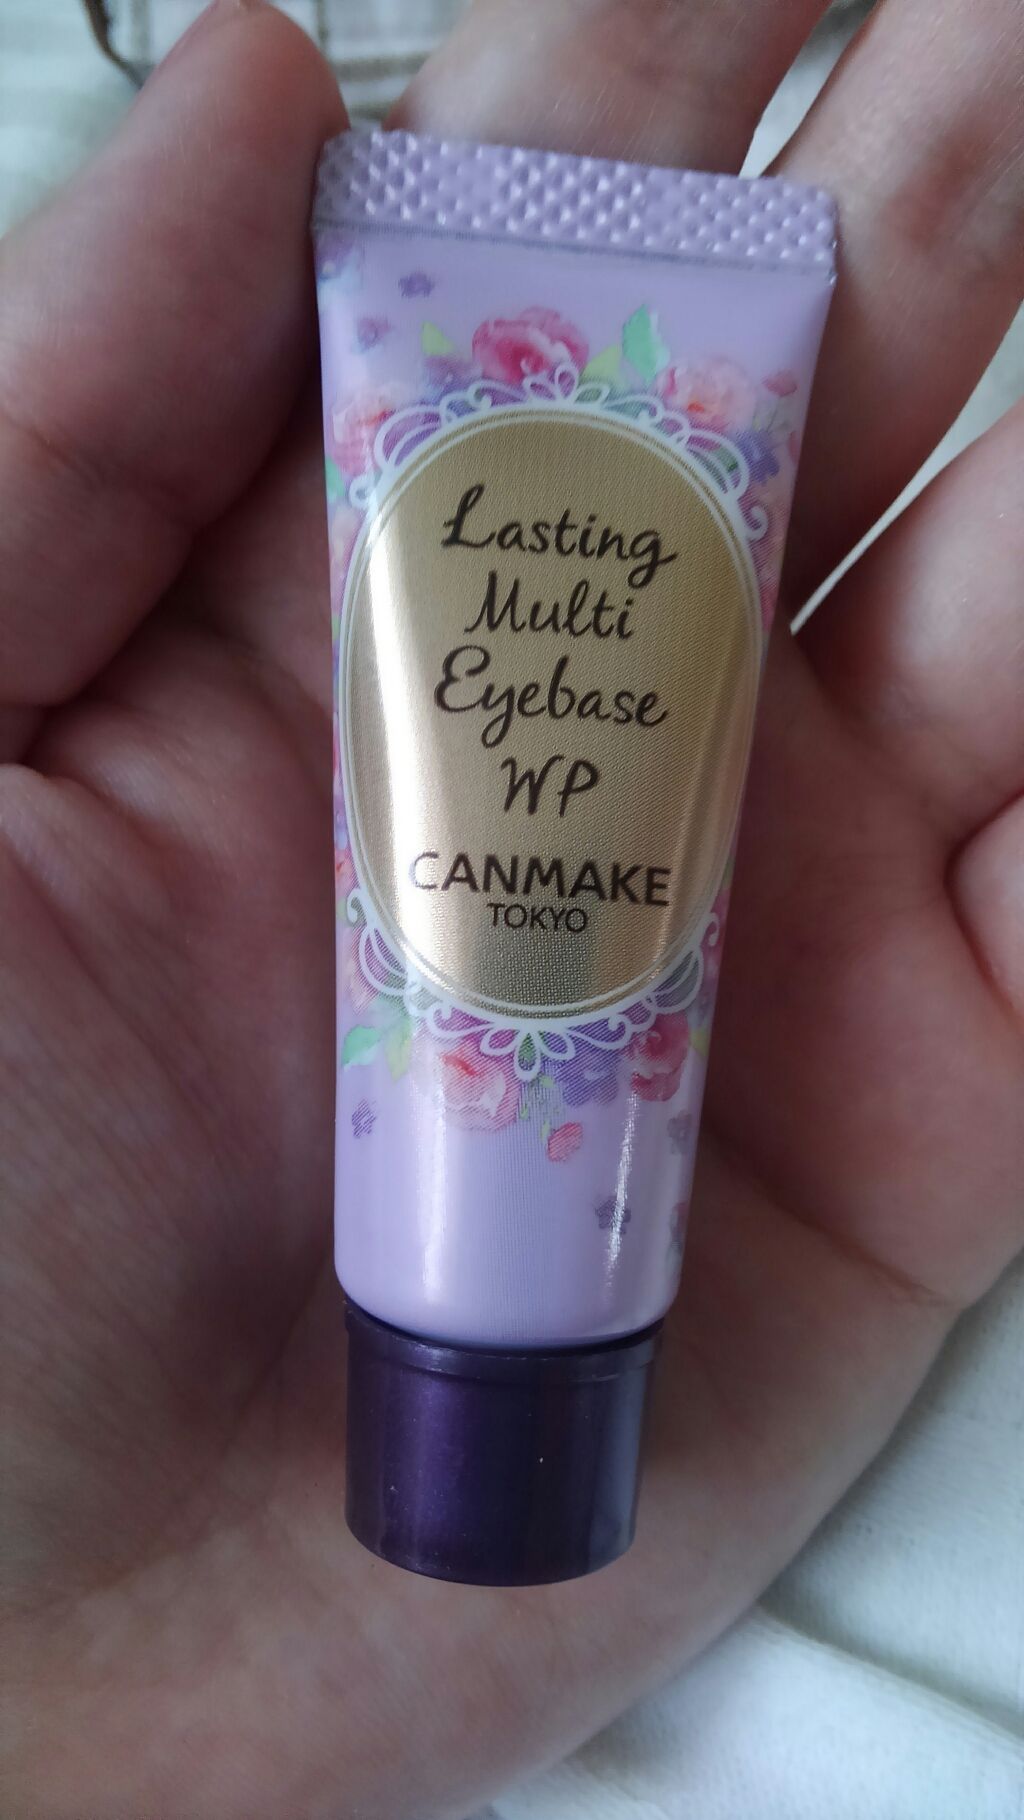 Lasting
Multi
Eyebase
WP
CANMAKE
TOKYO